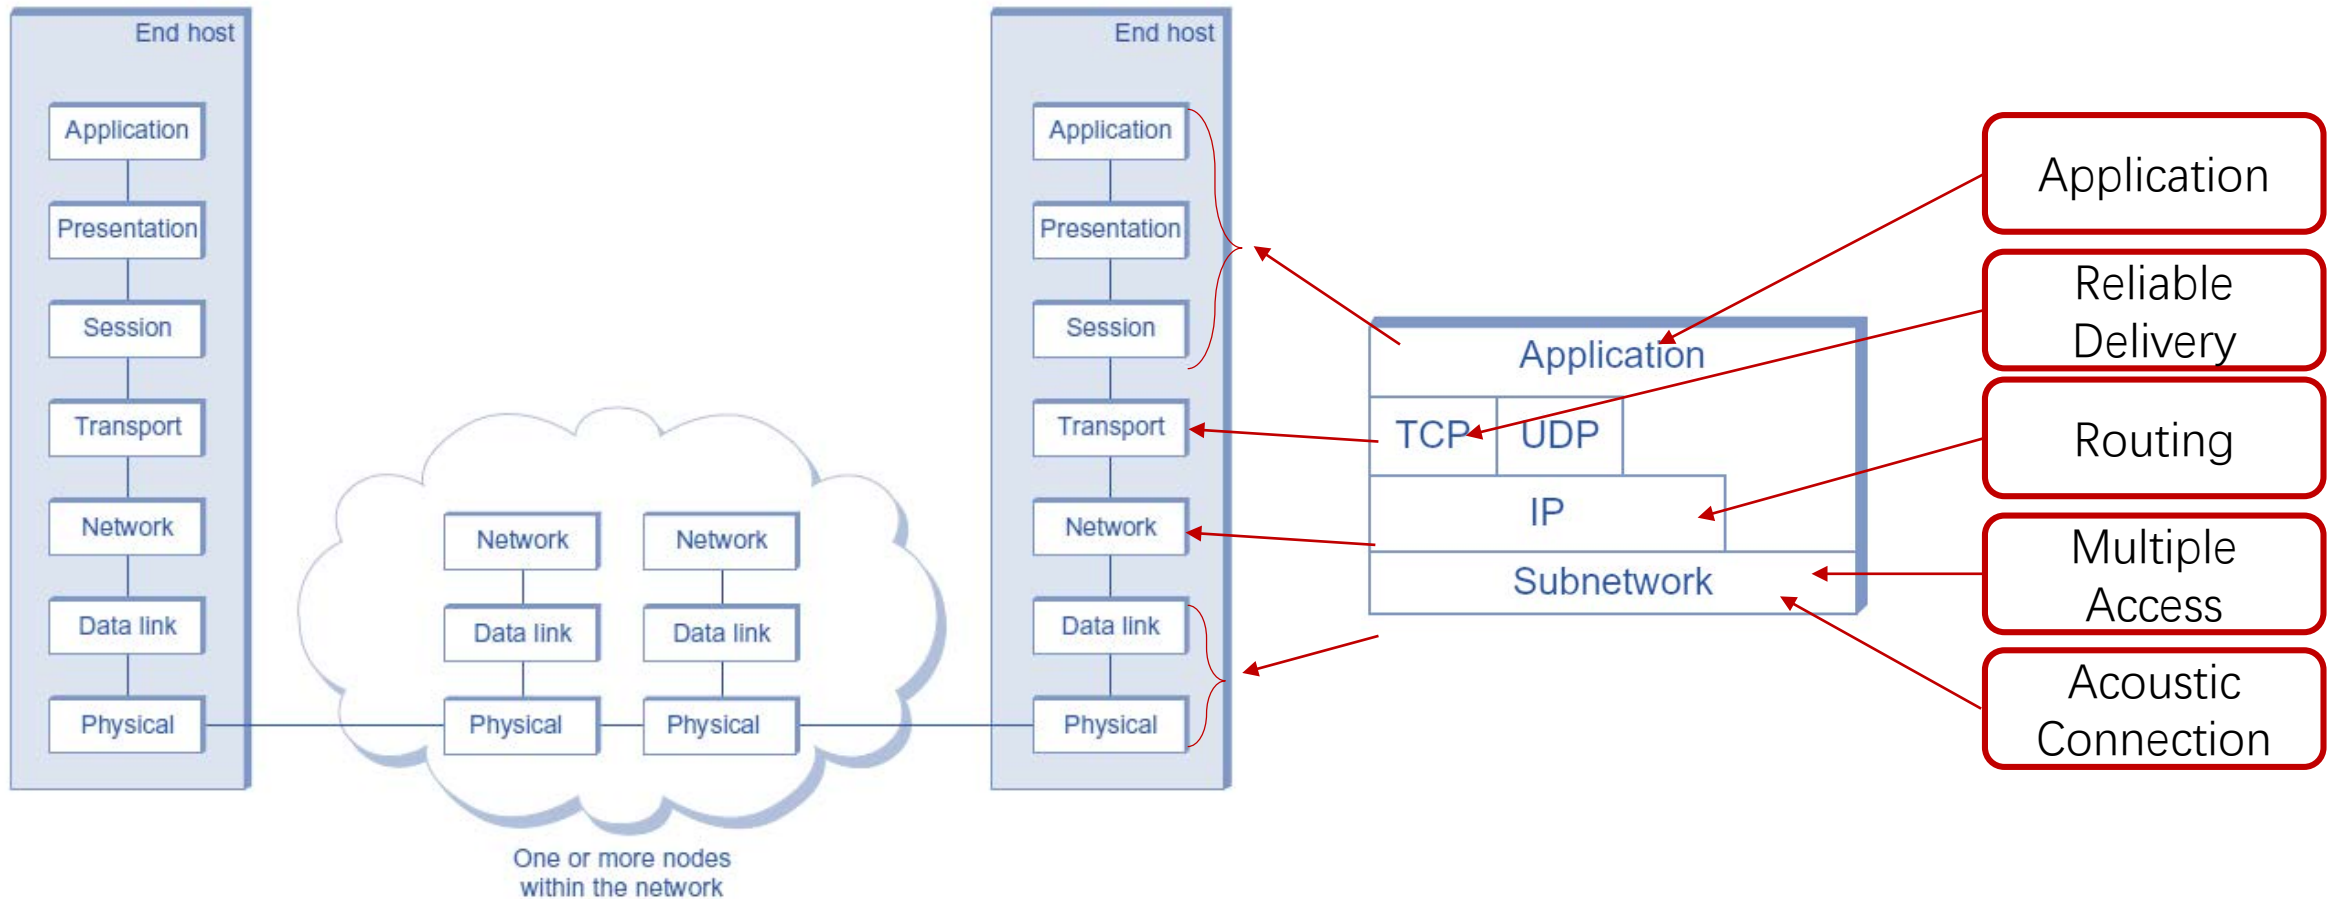 End host
Application
Presentation
Session
Transport
Network
Data link
Physical
Network
Data link
Physical
Network
Data link
Physical
One or more nodes
within the network
End host
Application
Presentation
Session
Transport
Network
Data link
Physical
Application
TCP
UDP
IP
Subnetwork
Application
Reliable
Delivery
Routing
Multiple
Access
Acoustic
Connection